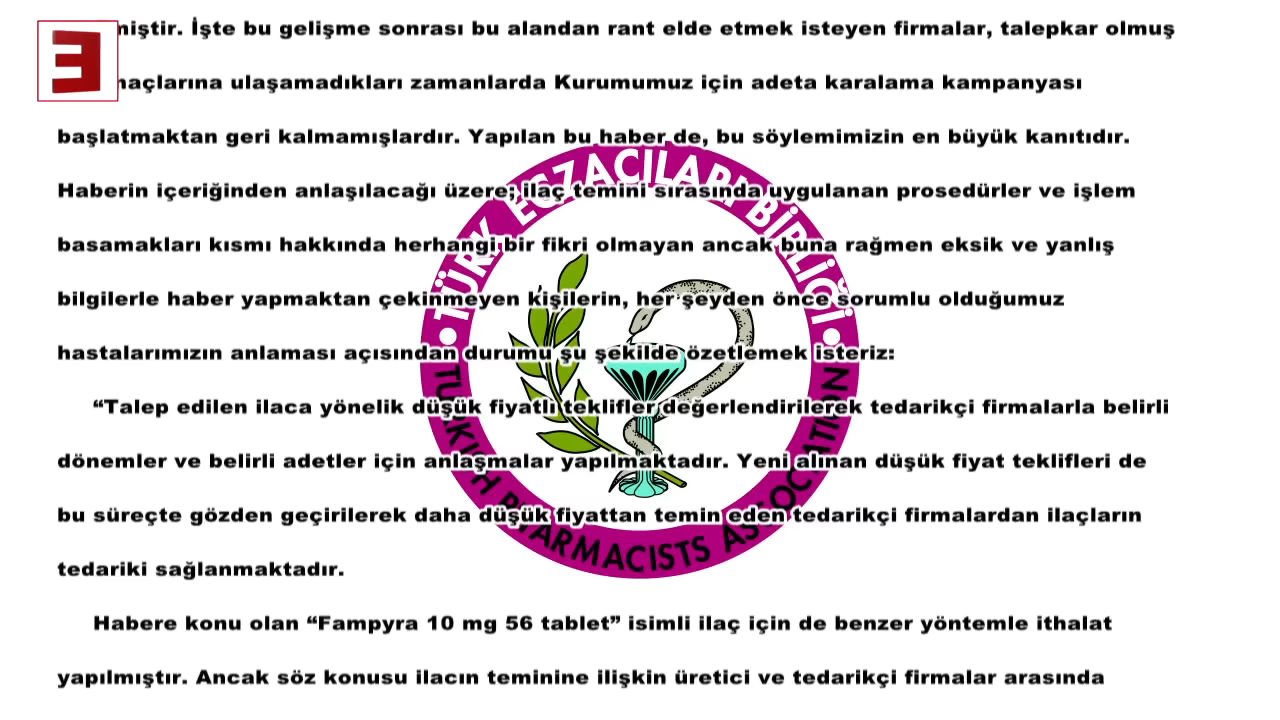 miştir. İşte bu gelişme sonrası bu alandan rant elde etmek isteyen firmalar, talepkar olmuş
maçlarına ulaşamadıkları zamanlarda Kurumumuz için adeta karalama kampanyası
başlatmaktan geri kalmamışlardır. Yapılan bu haber de, bu söylemimizin en büyük kanıtıdır.
Haberin içeriğinden anlaşılacağı üzere; ilaç temini sırasında uygulanan prosedürler ve işlem
basamakları kısmı hakkında herhangi bir fikri olmayan ancak buna rağmen eksik ve yanlış
bilgilerle haber yapmaktan çekinmeyen kişilerin, her şeyden önce sorumlu olduğumuz
hastalarımızın anlaması açısından durumu şu şekilde özetlemek isteriz:
“Talep edilen ilaca yönelik düşük fiyatlı teklifler değerlendirilerek tedarikçi firmalarla belirli
dönemler ve belirli adetler için anlaşmalar yapılmaktadır. Yeni alınan düşük fiyat teklifleri de
bu süreçte gözden geçirilerek daha düşük fiyattan temin eden tedarikçi firmalardan ilaçların
tedariki sağlanmaktadır.
Habere konu olan “Fampyra 10 mg 56 tablet” isimli ilaç için de benzer yöntemle ithalat
yapılmıştır. Ancak söz konusu ilacın teminine ilişkin üretici ve tedarikçi firmalar arasında
TÜRK ECZACILARI BİRLİĞİ
TURKISH PHARMACISTS ASSOCIATION